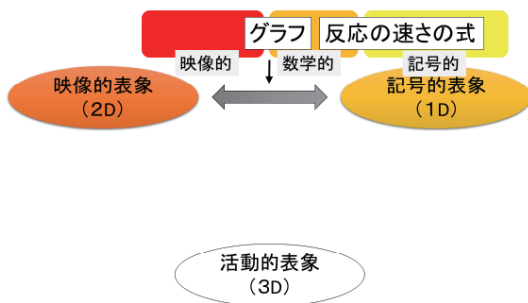 グラフ 反応の速さの式
映像的 数学的 記号的
映像的表象 記号的表象
（2D） （1D）
活動的表象
（3D）